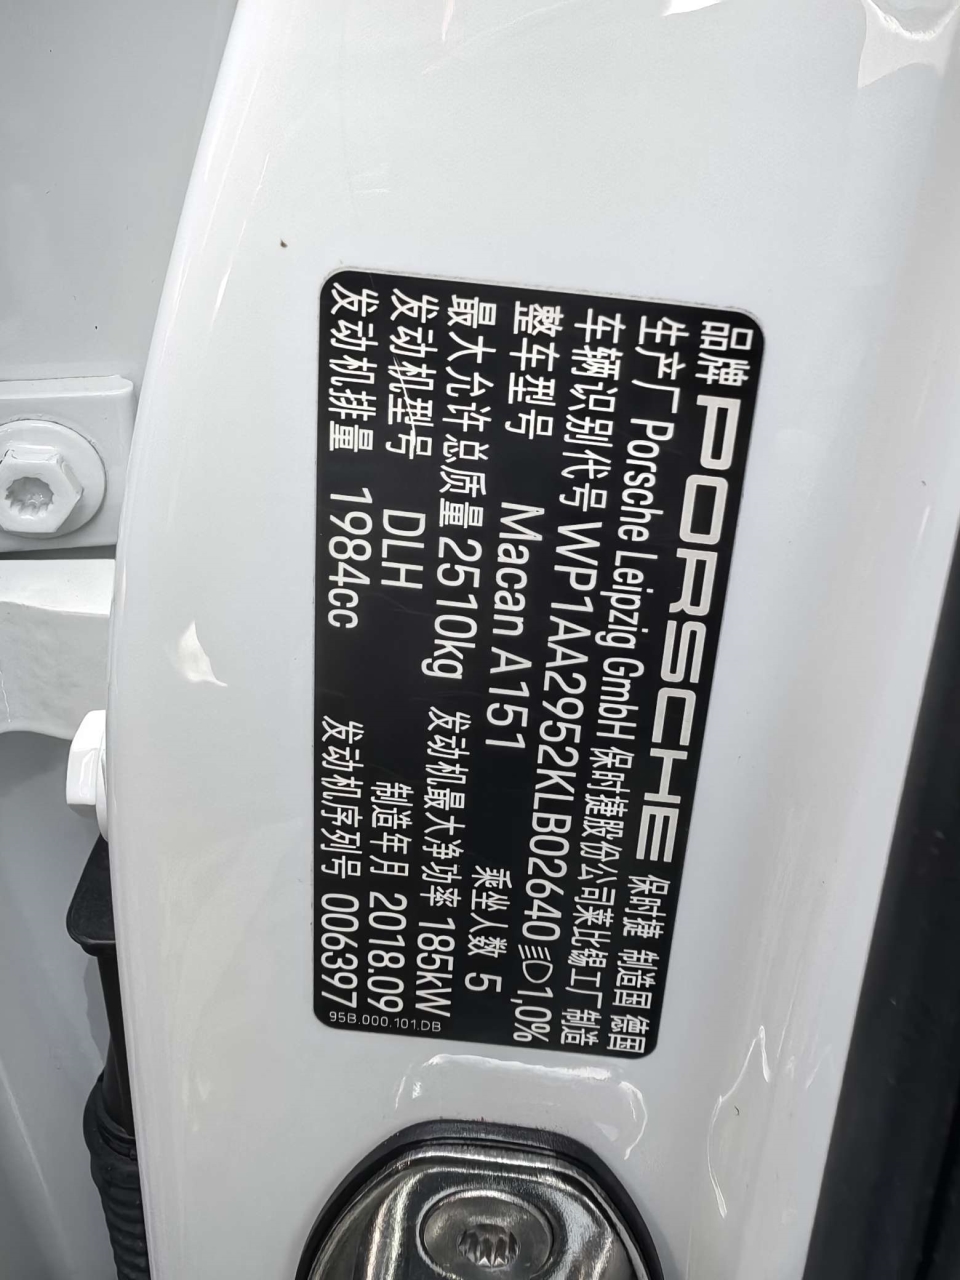 品牌 PORSCHE 保时捷 制造国 德国
生产厂 Porsche Leipzig GmbH 保时捷股份公司莱比锡工厂制造
车辆识别代号 WP1AA2952KLB02640 1,0%
整车型号 Macan A151 乘坐人数 5
最大允许总质量 2510kg 发动机最大净功率 185kW
发动机型号 DLH 制造年月 2018.09
发动机排量 1984cc 发动机序列号 006397
95B.000.101.DB